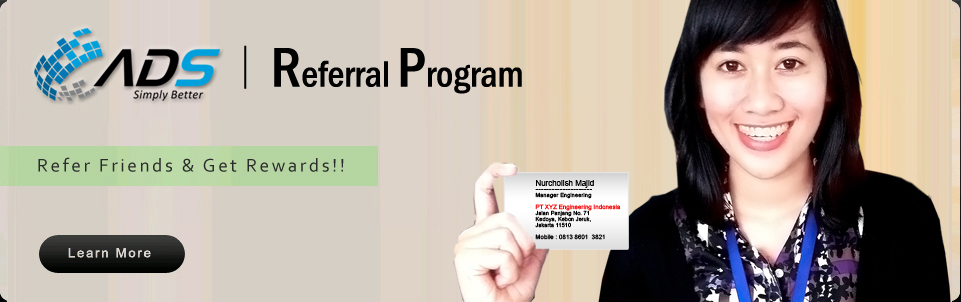 ADS
Simply Better
Referral Program
Refer Friends & Get Rewards!!
Learn More
Nurcholish Majid
Manager Engineering
PT XYZ Engineering Indonesia
Jalan Panjang No. 71
Kedoya, Kebon Jeruk,
Jakarta 11510
Mobile : 0813 8601 3821